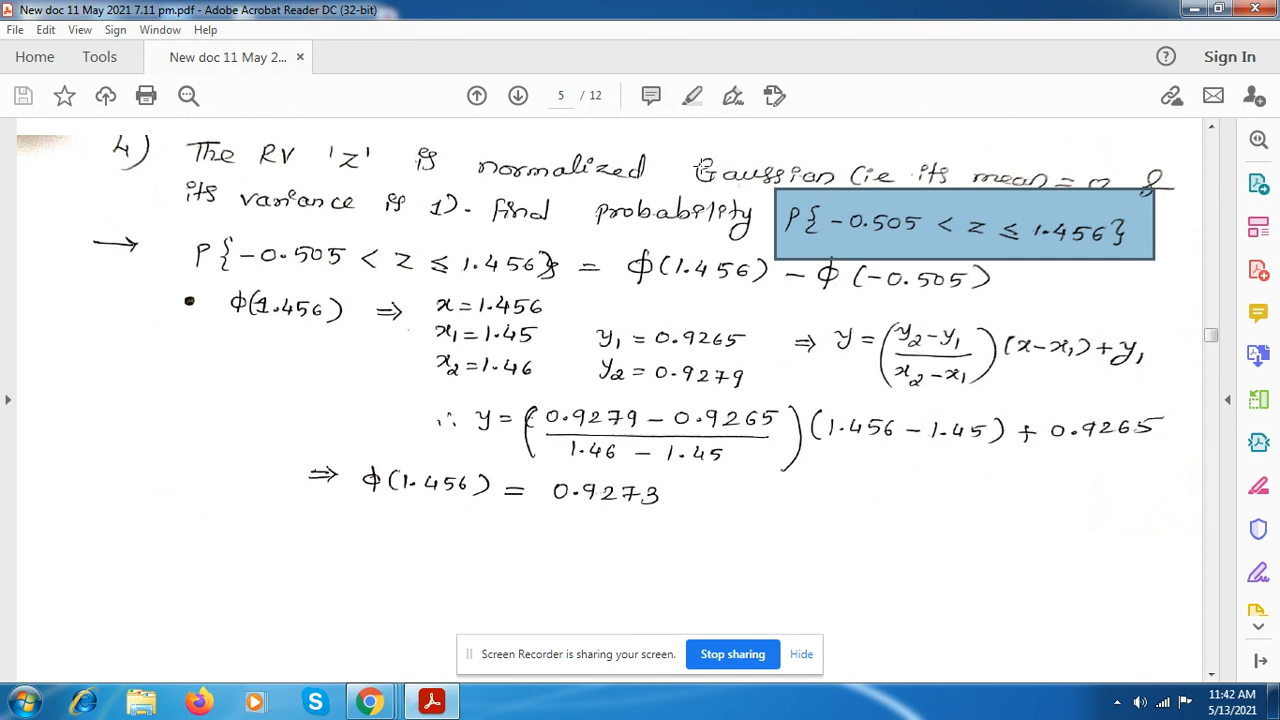 New doc 11 May 2021 7.11 pm.pdf - Adobe Acrobat Reader DC (32-bit)
File Edit View Sign Window Help
Home Tools New doc 11 May 2... × Sign In
5 / 12
4) The RV 'z' is normalized Gaussian (ie its mean = 0 &
its variance is 1). find probability P{-0.505 < z ≤ 1.456}
→ P{-0.505 < z ≤ 1.456} = ϕ(1.456) - ϕ(-0.505)
• ϕ(1.456) ⇒ x = 1.456
x₁ = 1.45 y₁ = 0.9265 ⇒ y = ((y₂ - y₁)/(x₂ - x₁)) (x - x₁) + y₁
x₂ = 1.46 y₂ = 0.9279
∴ y = ((0.9279 - 0.9265)/(1.46 - 1.45)) (1.456 - 1.45) + 0.9265
⇒ ϕ(1.456) = 0.9273
Screen Recorder is sharing your screen. Stop sharing Hide
11:42 AM
5/13/2021